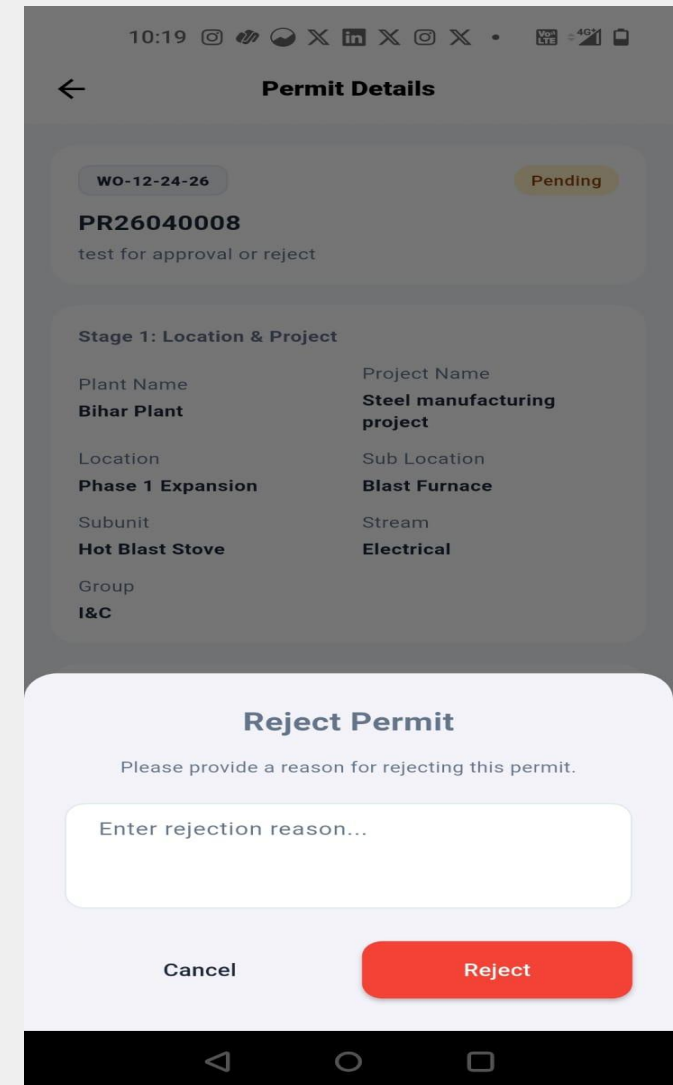 10:19
Vo))
LTE
4G+
Permit Details
WO-12-24-26
Pending
PR26040008
test for approval or reject
Stage 1: Location & Project
Plant Name
Bihar Plant
Project Name
Steel manufacturing
project
Location
Phase 1 Expansion
Sub Location
Blast Furnace
Subunit
Hot Blast Stove
Stream
Electrical
Group
I&C
Reject Permit
Please provide a reason for rejecting this permit.
Enter rejection reason...
Cancel
Reject